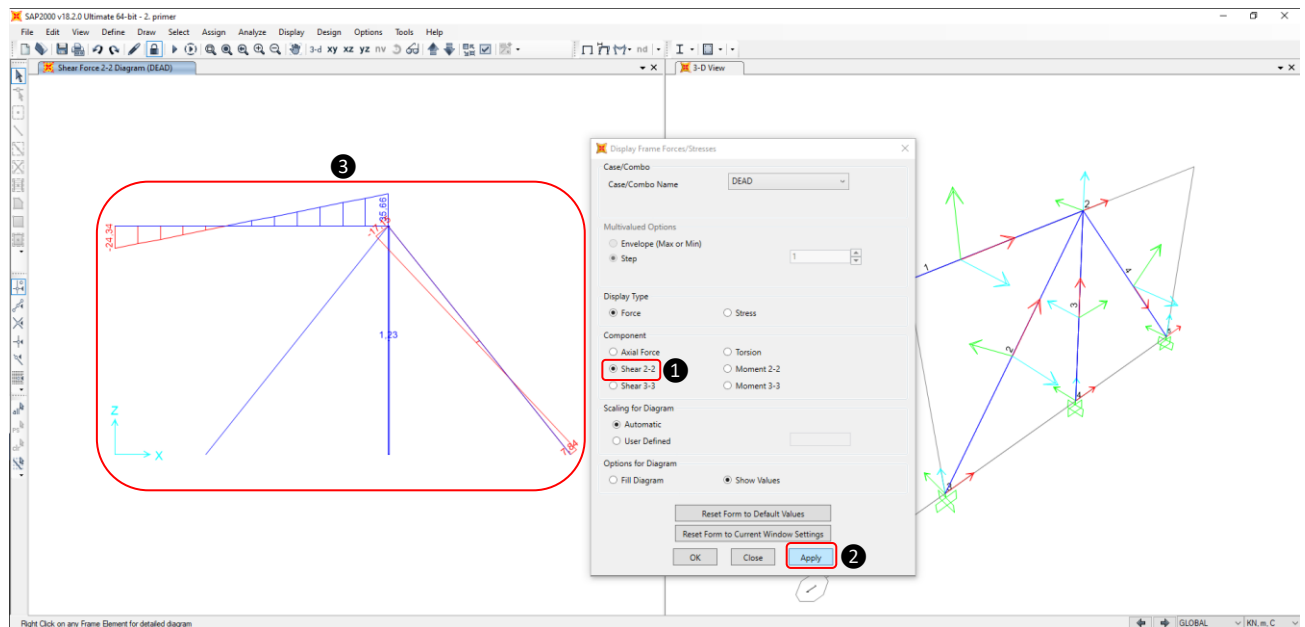 SAP2000 v18.2.0 Ultimate 64-bit - 2. primer
File Edit View Define Draw Select Assign Analyze Display Design Options Tools Help
3-d xy xz yz nv nd
Shear Force 2-2 Diagram (DEAD)
3-D View
3
-24.34
35.66
1,23
Z
X
Display Frame Forces/Stresses
Case/Combo
Case/Combo Name DEAD
Multivalued Options
Envelope (Max or Min)
Step 1
Display Type
Force Stress
Component
Axial Force Torsion
Shear 2-2 1 Moment 2-2
Shear 3-3 Moment 3-3
Scaling for Diagram
Automatic
User Defined
Options for Diagram
Fill Diagram Show Values
Reset Form to Default Values
Reset Form to Current Window Settings
OK Close Apply 2
2
1
4
3
2
4
3
Right Click on any Frame Element for detailed diagram
GLOBAL KN, m, C